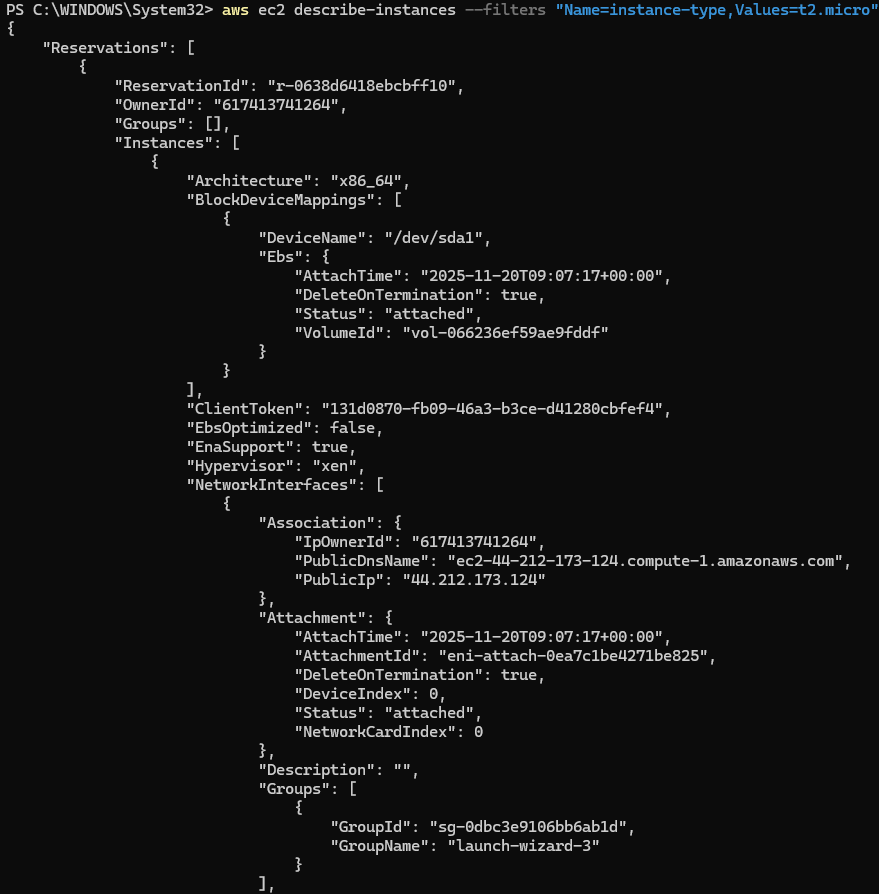 PS C:\WINDOWS\System32> aws ec2 describe-instances --filters "Name=instance-type,Values=t2.micro"
{
    "Reservations": [
        {
            "ReservationId": "r-0638d6418ebcbff10",
            "OwnerId": "617413741264",
            "Groups": [],
            "Instances": [
                {
                    "Architecture": "x86_64",
                    "BlockDeviceMappings": [
                        {
                            "DeviceName": "/dev/sda1",
                            "Ebs": {
                                "AttachTime": "2025-11-20T09:07:17+00:00",
                                "DeleteOnTermination": true,
                                "Status": "attached",
                                "VolumeId": "vol-066236ef59ae9fddf"
                            }
                        }
                    ],
                    "ClientToken": "131d0870-fb09-46a3-b3ce-d41280cbfef4",
                    "EbsOptimized": false,
                    "EnaSupport": true,
                    "Hypervisor": "xen",
                    "NetworkInterfaces": [
                        {
                            "Association": {
                                "IpOwnerId": "617413741264",
                                "PublicDnsName": "ec2-44-212-173-124.compute-1.amazonaws.com",
                                "PublicIp": "44.212.173.124"
                            },
                            "Attachment": {
                                "AttachTime": "2025-11-20T09:07:17+00:00",
                                "AttachmentId": "eni-attach-0ea7c1be4271be825",
                                "DeleteOnTermination": true,
                                "DeviceIndex": 0,
                                "Status": "attached",
                                "NetworkCardIndex": 0
                            },
                            "Description": "",
                            "Groups": [
                                {
                                    "GroupId": "sg-0dbc3e9106bb6ab1d",
                                    "GroupName": "launch-wizard-3"
                                }
                            ],